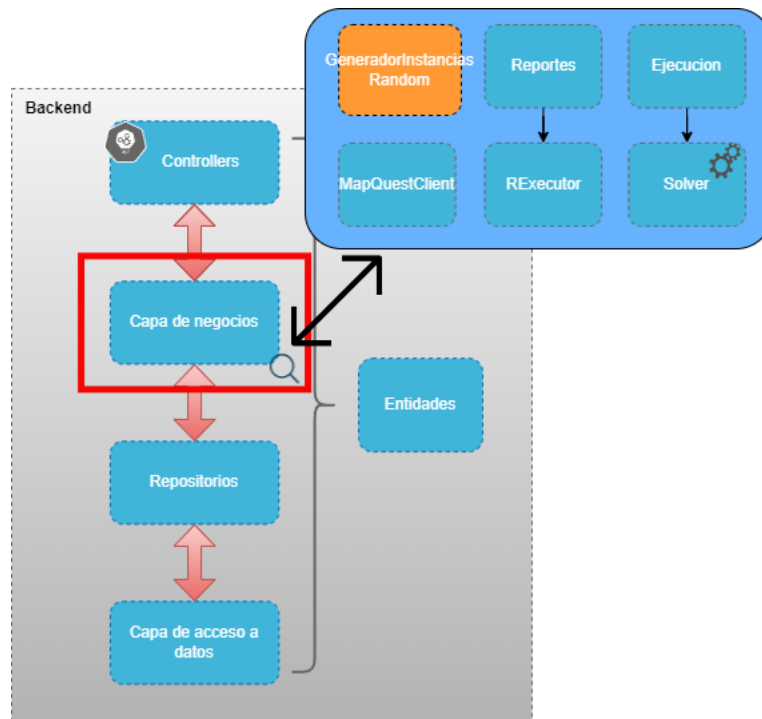 Backend
Controllers
Capa de negocios
Repositorios
Capa de acceso a
datos
Entidades
GeneradorInstancias
Random
Reportes
Ejecucion
MapQuestClient
RExecutor
Solver